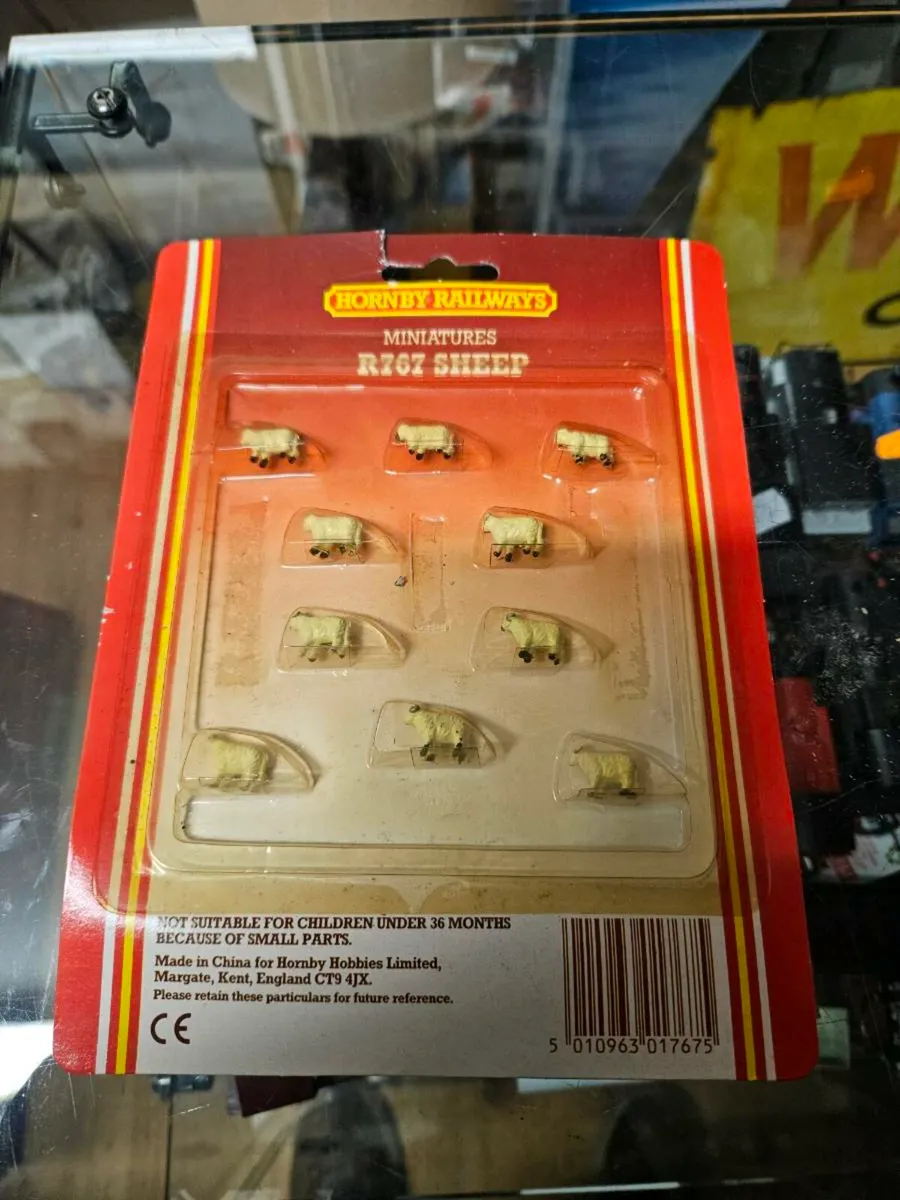 HORNBY RAILWAYS
MINIATURES
R767 SHEEP
NOT SUITABLE FOR CHILDREN UNDER 36 MONTHS
BECAUSE OF SMALL PARTS.
Made in China for Hornby Hobbies Limited,
Margate, Kent, England CT9 4JX.
Please retain these particulars for future reference.
CE
5 010963 017675